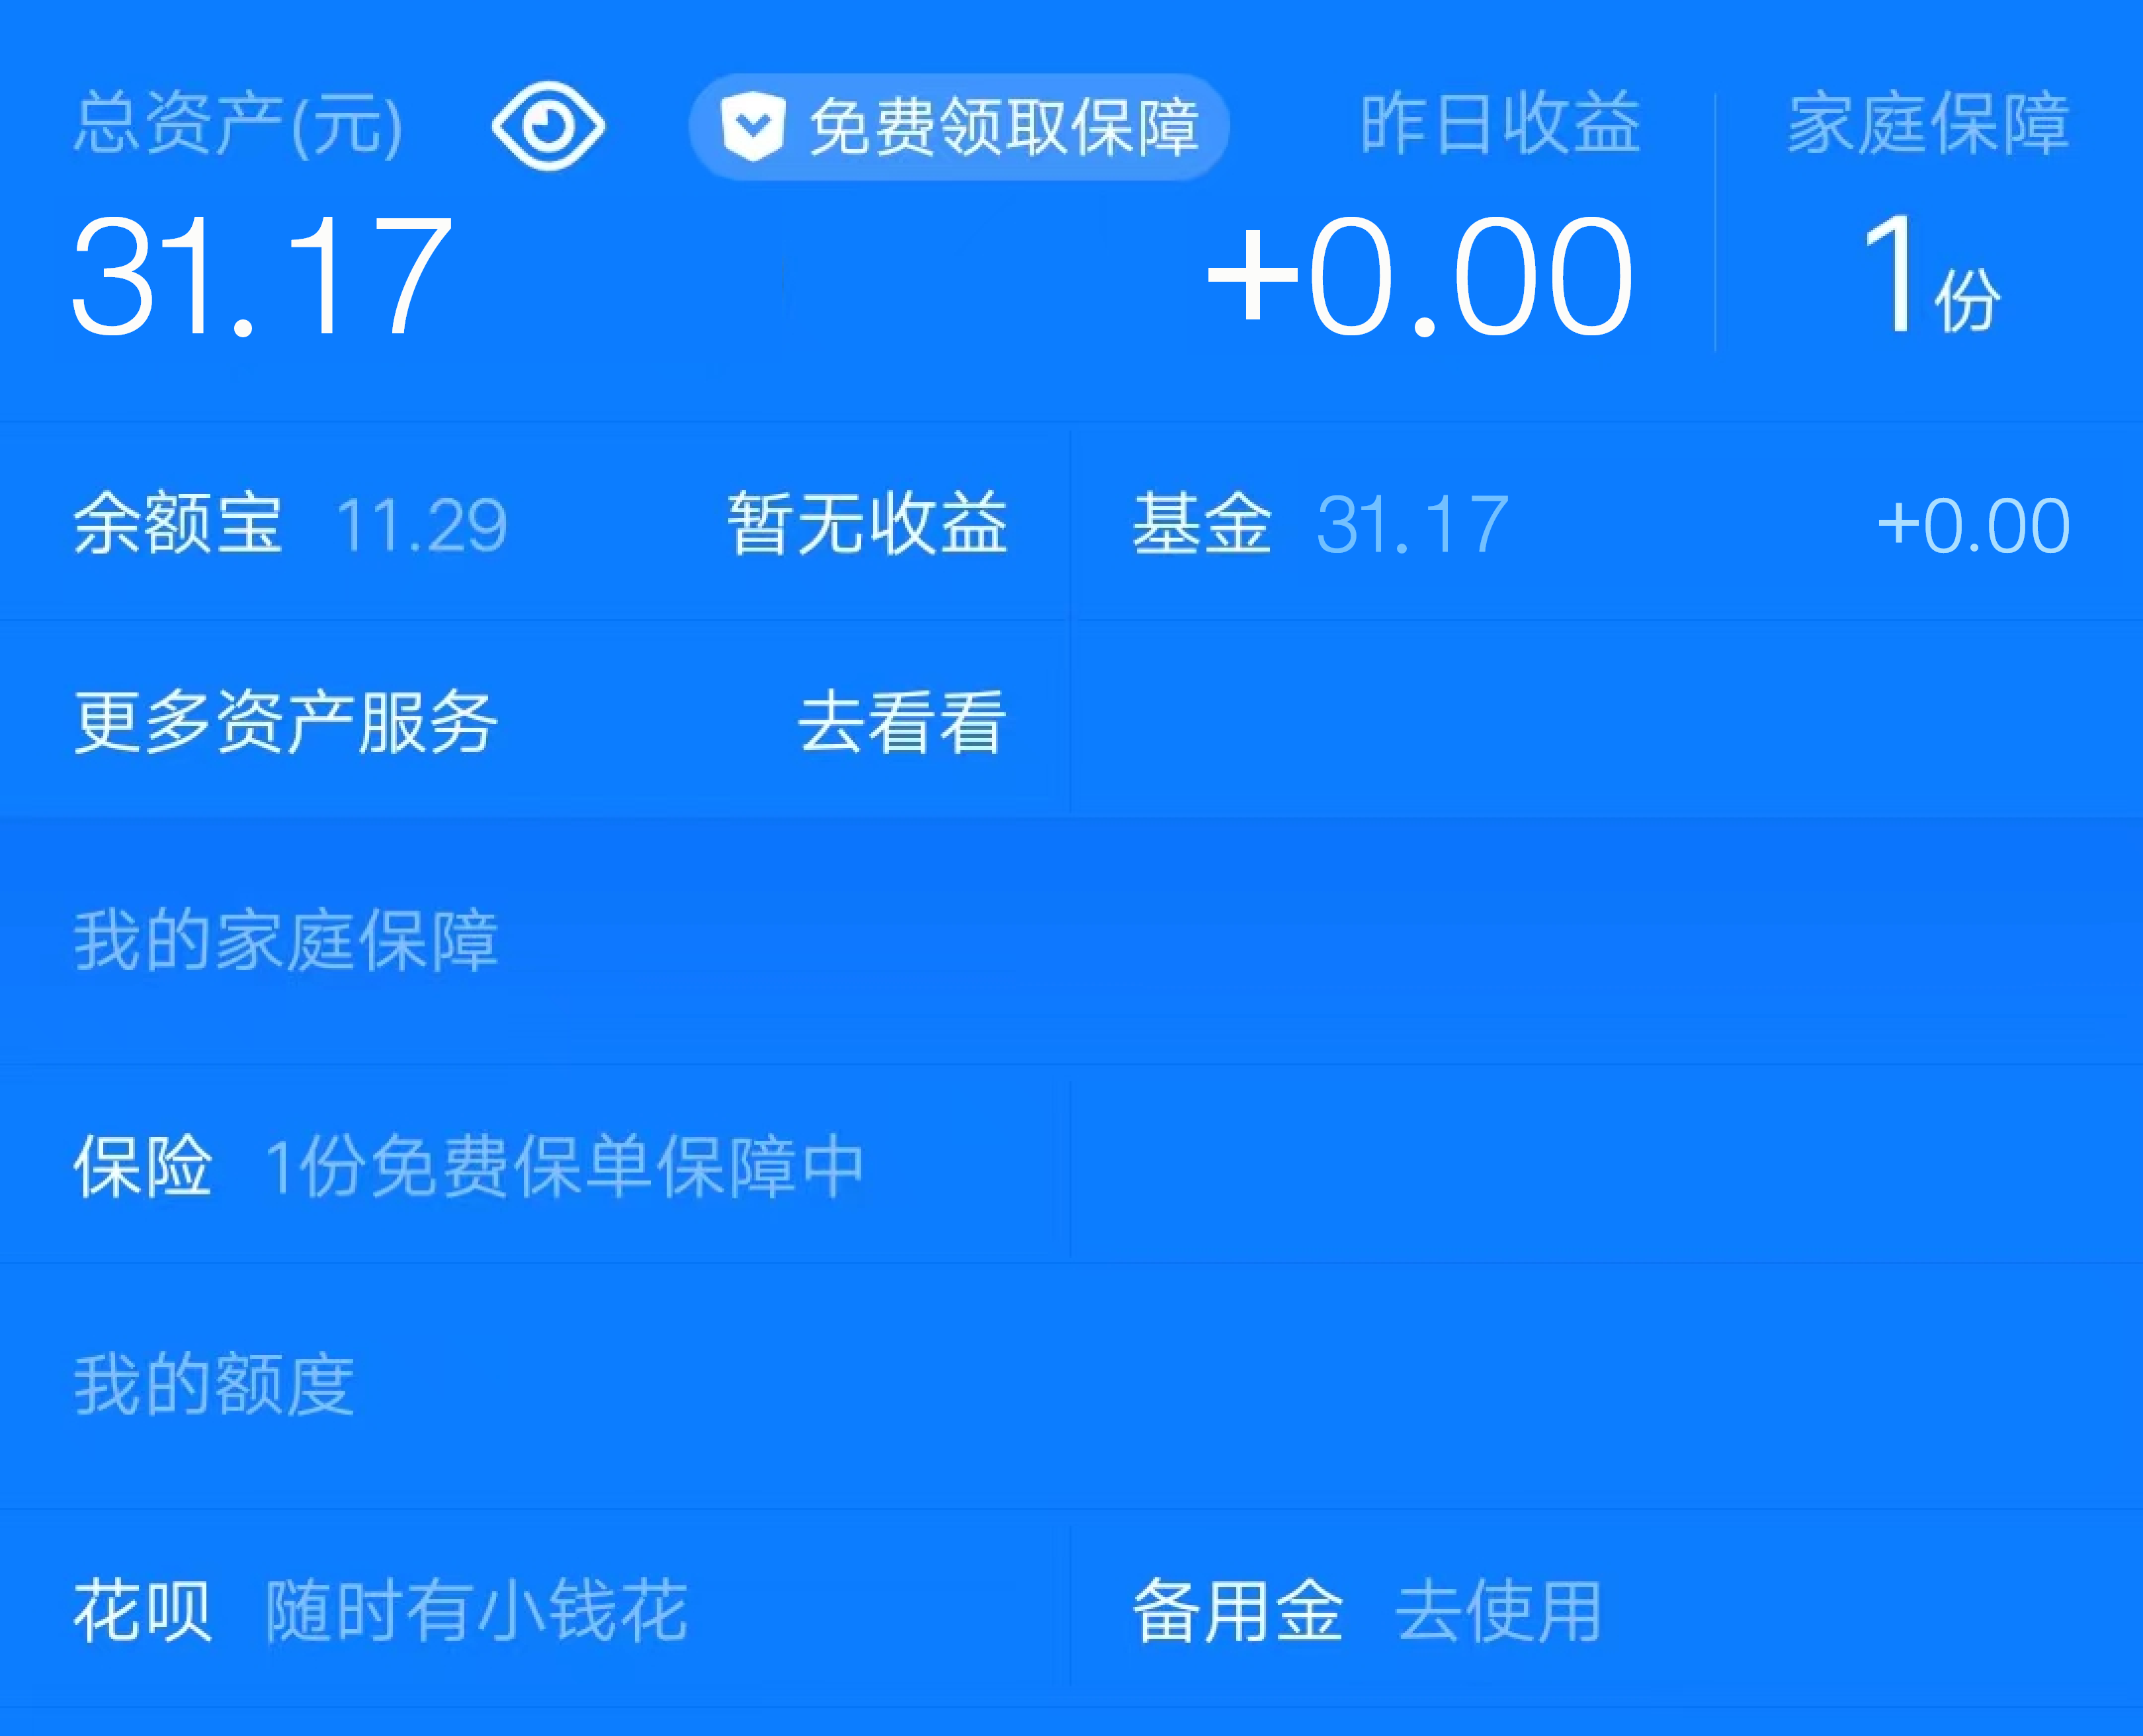 总资产(元) 免费领取保障 昨日收益 家庭保障
31.17 +0.00 1份
余额宝 11.29 暂无收益 基金 31.17 +0.00
更多资产服务 去看看
我的家庭保障
保险 1份免费保单保障中
我的额度
花呗 随时有小钱花 备用金 去使用